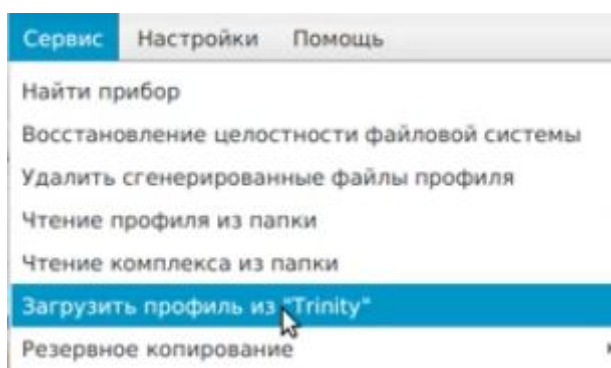 Сервис Настройки Помощь
Найти прибор
Восстановление целостности файловой системы
Удалить сгенерированные файлы профиля
Чтение профиля из папки
Чтение комплекса из папки
Загрузить профиль из "Trinity"
Резервное копирование